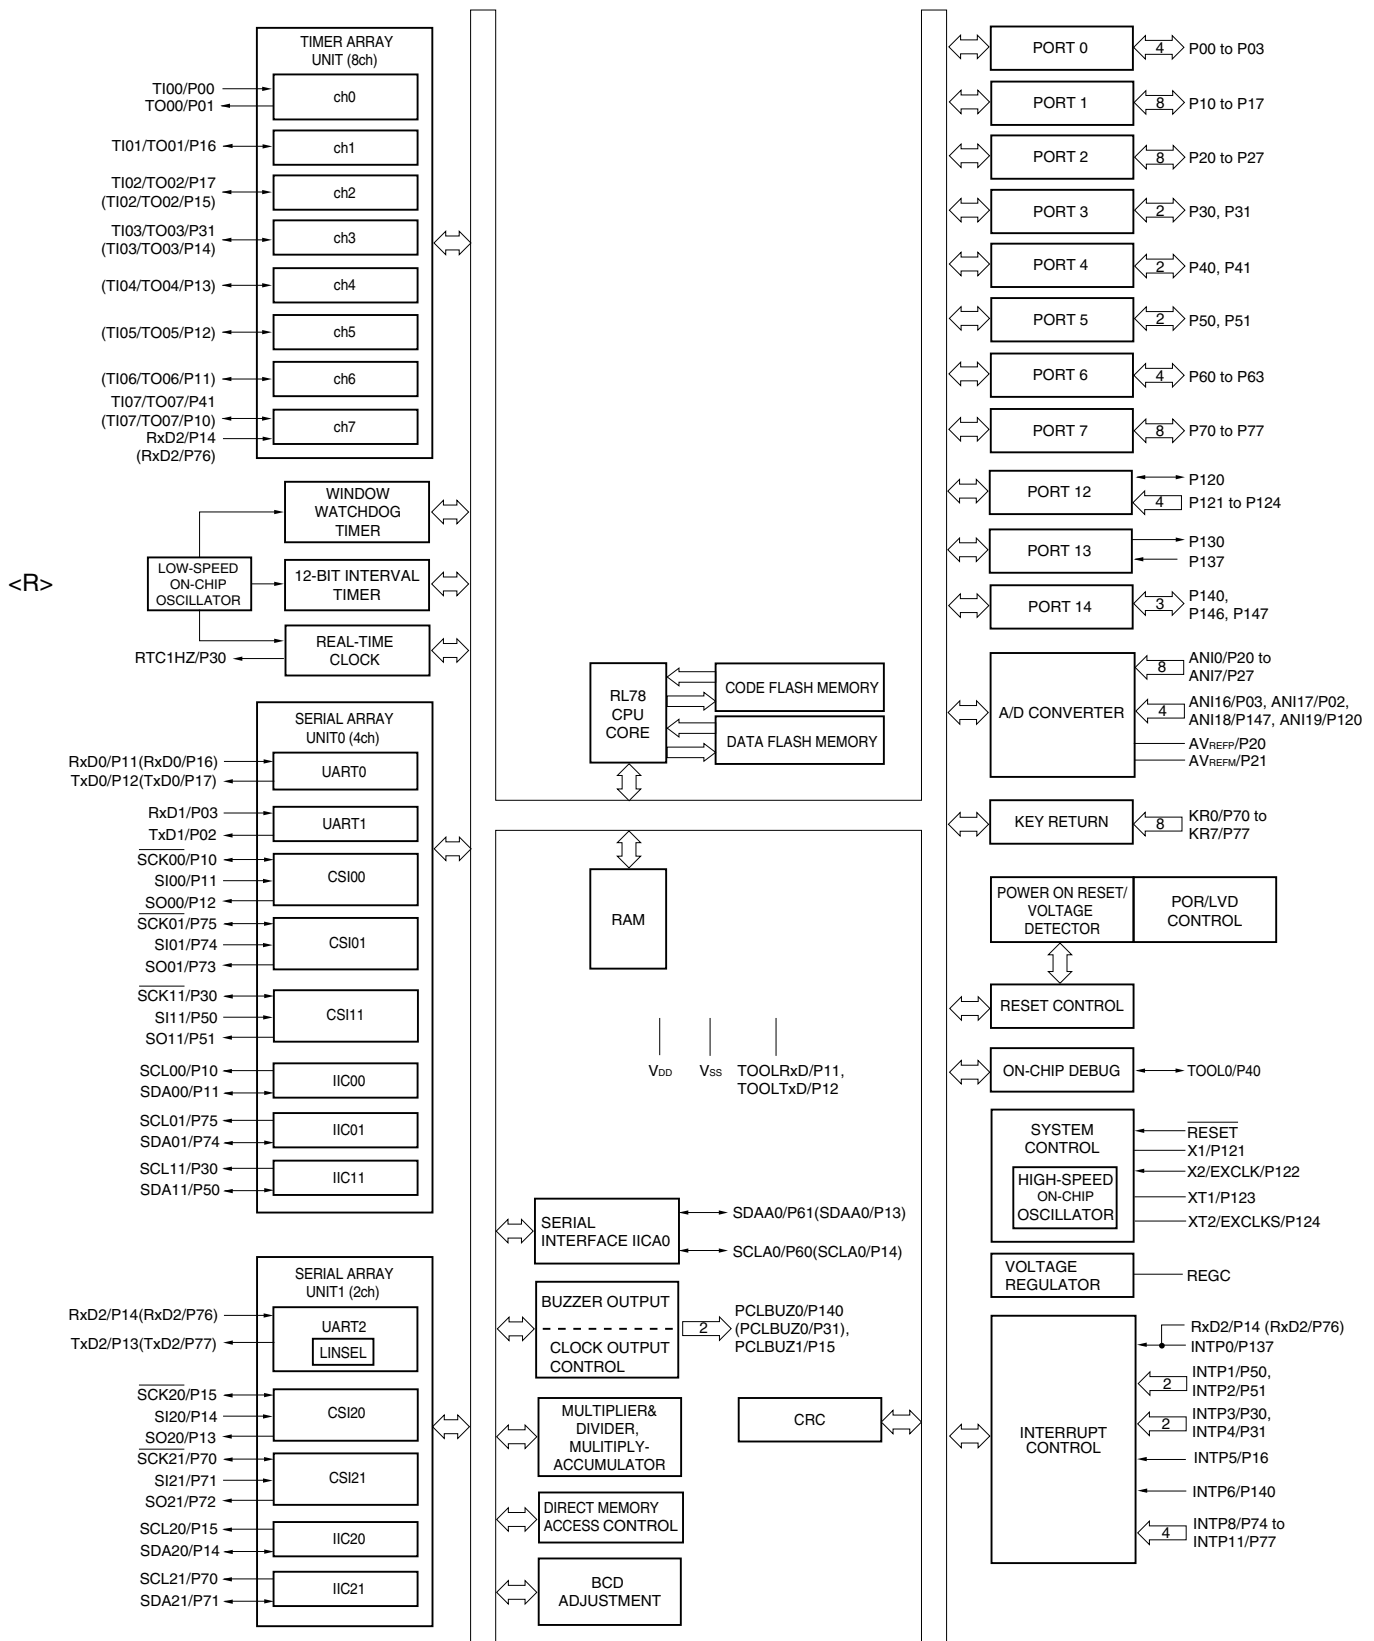 TIMER ARRAY
UNIT (8ch)
TI00/P00
TO00/P01
ch0
TI01/TO01/P16
ch1
TI02/TO02/P17
(TI02/TO02/P15)
ch2
TI03/TO03/P31
(TI03/TO03/P14)
ch3
(TI04/TO04/P13)
ch4
(TI05/TO05/P12)
ch5
(TI06/TO06/P11)
ch6
TI07/TO07/P41
(TI07/TO07/P10)
RxD2/P14
(RxD2/P76)
ch7
WINDOW
WATCHDOG
TIMER
<R>
LOW-SPEED
ON-CHIP
OSCILLATOR
12-BIT INTERVAL
TIMER
REAL-TIME
CLOCK
RTC1HZ/P30
SERIAL ARRAY
UNIT0 (4ch)
RxD0/P11(RxD0/P16)
TxD0/P12(TxD0/P17)
UART0
RxD1/P03
TxD1/P02
UART1
SCK00/P10
SI00/P11
SO00/P12
CSI00
SCK01/P75
SI01/P74
SO01/P73
CSI01
SCK11/P30
SI11/P50
SO11/P51
CSI11
SCL00/P10
SDA00/P11
IIC00
SCL01/P75
SDA01/P74
IIC01
SCL11/P30
SDA11/P50
IIC11
SERIAL ARRAY
UNIT1 (2ch)
RxD2/P14(RxD2/P76)
TxD2/P13(TxD2/P77)
UART2
LINSEL
SCK20/P15
SI20/P14
SO20/P13
CSI20
SCK21/P70
SI21/P71
SO21/P72
CSI21
SCL20/P15
SDA20/P14
IIC20
SCL21/P70
SDA21/P71
IIC21
RL78
CPU
CORE
CODE FLASH MEMORY
DATA FLASH MEMORY
RAM
VDD
VSS
TOOLRxD/P11,
TOOLTxD/P12
SERIAL
INTERFACE IICA0
SDAA0/P61(SDAA0/P13)
SCLA0/P60(SCLA0/P14)
BUZZER OUTPUT
CLOCK OUTPUT
CONTROL
2
PCLBUZ0/P140
(PCLBUZ0/P31),
PCLBUZ1/P15
MULTIPLIER&
DIVIDER,
MULITIPLY-
ACCUMULATOR
CRC
DIRECT MEMORY
ACCESS CONTROL
BCD
ADJUSTMENT
PORT 0
4
P00 to P03
PORT 1
8
P10 to P17
PORT 2
8
P20 to P27
PORT 3
2
P30, P31
PORT 4
2
P40, P41
PORT 5
2
P50, P51
PORT 6
4
P60 to P63
PORT 7
8
P70 to P77
PORT 12
P120
4
P121 to P124
PORT 13
P130
P137
PORT 14
3
P140,
P146, P147
A/D CONVERTER
8
ANI0/P20 to
ANI7/P27
4
ANI16/P03, ANI17/P02,
ANI18/P147, ANI19/P120
AVREFP/P20
AVREFM/P21
KEY RETURN
8
KR0/P70 to
KR7/P77
POWER ON RESET/
VOLTAGE
DETECTOR
POR/LVD
CONTROL
RESET CONTROL
ON-CHIP DEBUG
TOOL0/P40
SYSTEM
CONTROL
HIGH-SPEED
ON-CHIP
OSCILLATOR
RESET
X1/P121
X2/EXCLK/P122
XT1/P123
XT2/EXCLKS/P124
VOLTAGE
REGULATOR
REGC
INTERRUPT
CONTROL
RxD2/P14 (RxD2/P76)
INTP0/P137
2
INTP1/P50,
INTP2/P51
2
INTP3/P30,
INTP4/P31
INTP5/P16
INTP6/P140
4
INTP8/P74 to
INTP11/P77